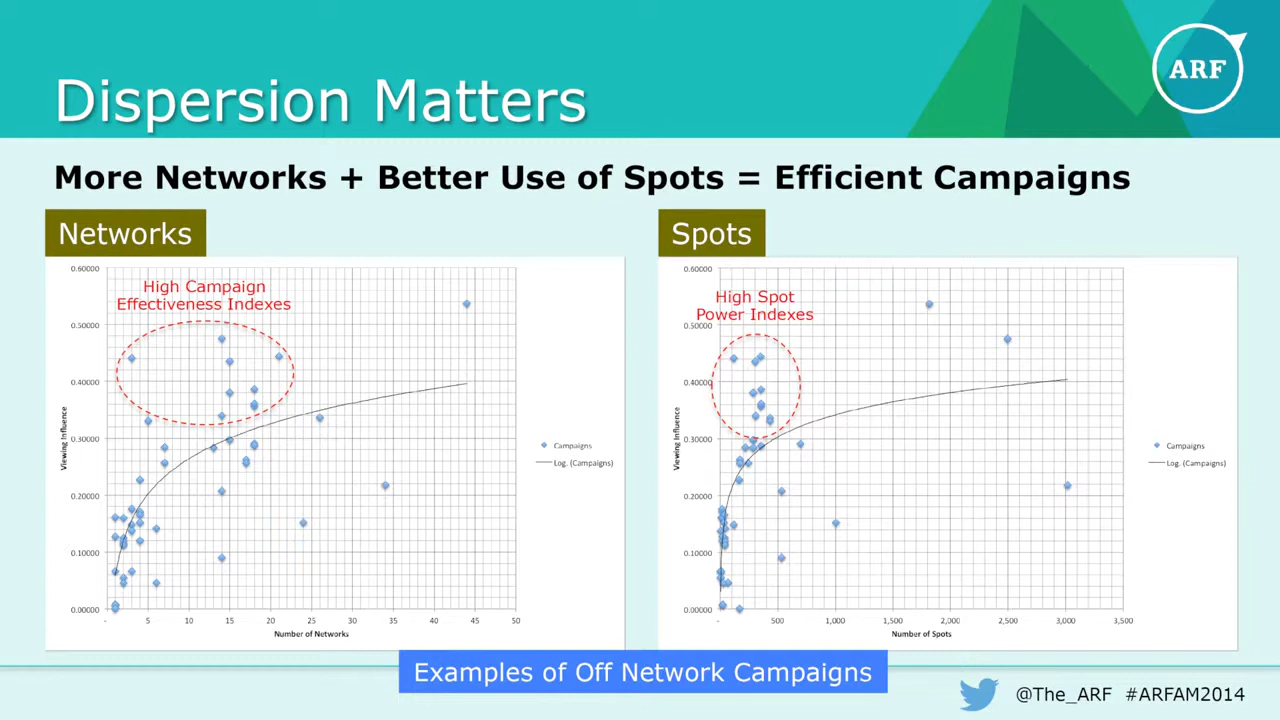 ARF
Dispersion Matters
More Networks + Better Use of Spots = Efficient Campaigns
Networks
High Campaign
Effectiveness Indexes
0.60000
0.50000
0.40000
0.30000
0.20000
0.10000
0.00000
Viewing Influence
- 5 10 15 20 25 30 35 40 45 50
Number of Networks
Campaigns
Log. (Campaigns)
Spots
High Spot
Power Indexes
0.60000
0.50000
0.40000
0.30000
0.20000
0.10000
0.00000
Viewing Influence
- 500 1,000 1,500 2,000 2,500 3,000 3,500
Number of Spots
Campaigns
Log. (Campaigns)
Examples of Off Network Campaigns
@The_ARF #ARFAM2014